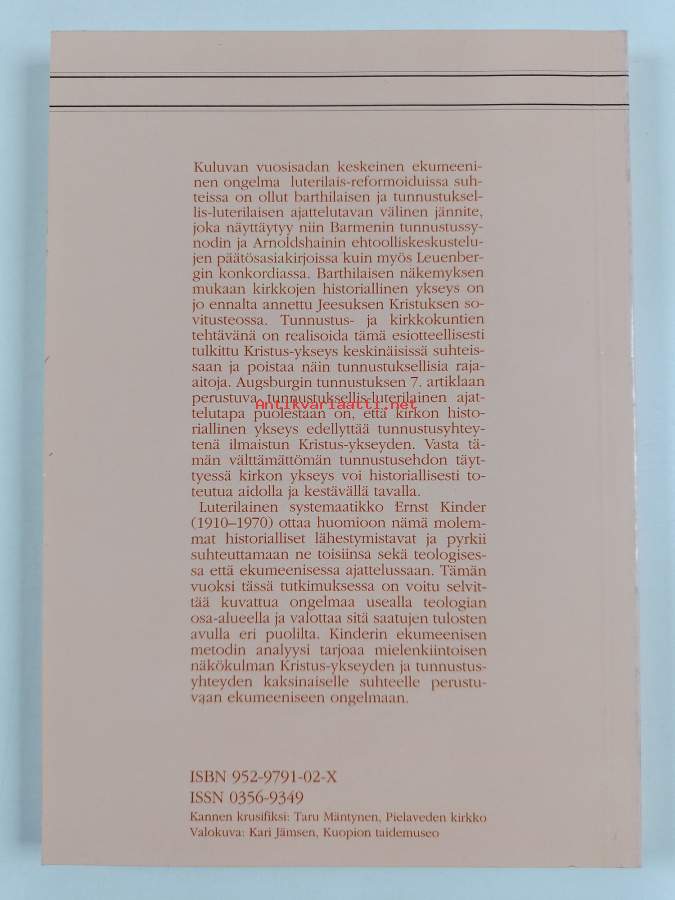 Kuluvan vuosisadan keskeinen ekumeeni-
nen ongelma luterilais-reformoiduissa suh-
teissa on ollut barthilaisen ja tunnustuksel-
lis-luterilaisen ajattelutavan välinen jännite,
joka näyttäytyy niin Barmenin tunnustussy-
nodin ja Arnoldshainin ehtoolliskeskustelu-
jen päätösasiakirjoissa kuin myös Leuenber-
gin konkordiassa. Barthilaisen näkemyksen
mukaan kirkkojen historiallinen ykseys on
jo ennalta annettu Jeesuksen Kristuksen so-
vitusteossa. Tunnustus- ja kirkkokuntien
tehtävänä on realisoida tämä esiotteellisesti
tulkittu Kristus-ykseys keskinäisissä suhteis-
saan ja poistaa näin tunnustuksellisia raja-
aitoja. Augsburgin tunnustuksen 7. artiklaan
perustuva tunnustuksellis-luterilainen ajat-
telutapa puolestaan on, että kirkon histo-
Antikvariaatti.net
riallinen ykseys edellyttää tunnustusyhtey-
tenä ilmaistun Kristus-ykseyden. Vasta tä-
män välttämättömän tunnustusehdon täyt-
tyessä kirkon ykseys voi historiallisesti to-
teutua aidolla ja kestävällä tavalla.
Luterilainen systemaatikko Ernst Kinder
(1910–1970) ottaa huomioon nämä molem-
mat historialliset lähestymistavat ja pyrkii
suhteuttamaan ne toisiinsa sekä teologises-
sa että ekumeenisessa ajattelussaan. Tämän
vuoksi tässä tutkimuksessa on voitu selvit-
tää kuvattua ongelmaa usealla teologian
osa-alueella ja valottaa sitä saatujen tulosten
avulla eri puolilta. Kinderin ekumeenisen
metodin analyysi tarjoaa mielenkiintoisen
näkökulman Kristus-ykseyden ja tunnustus-
yhteyden kaksinaiselle suhteelle perustu-
vaan ekumeeniseen ongelmaan.
ISBN 952-9791-02-X
ISSN 0356-9349
Kannen krusifiksi: Taru Mäntynen, Pielaveden kirkko
Valokuva: Kari Jämsen, Kuopion taidemuseo